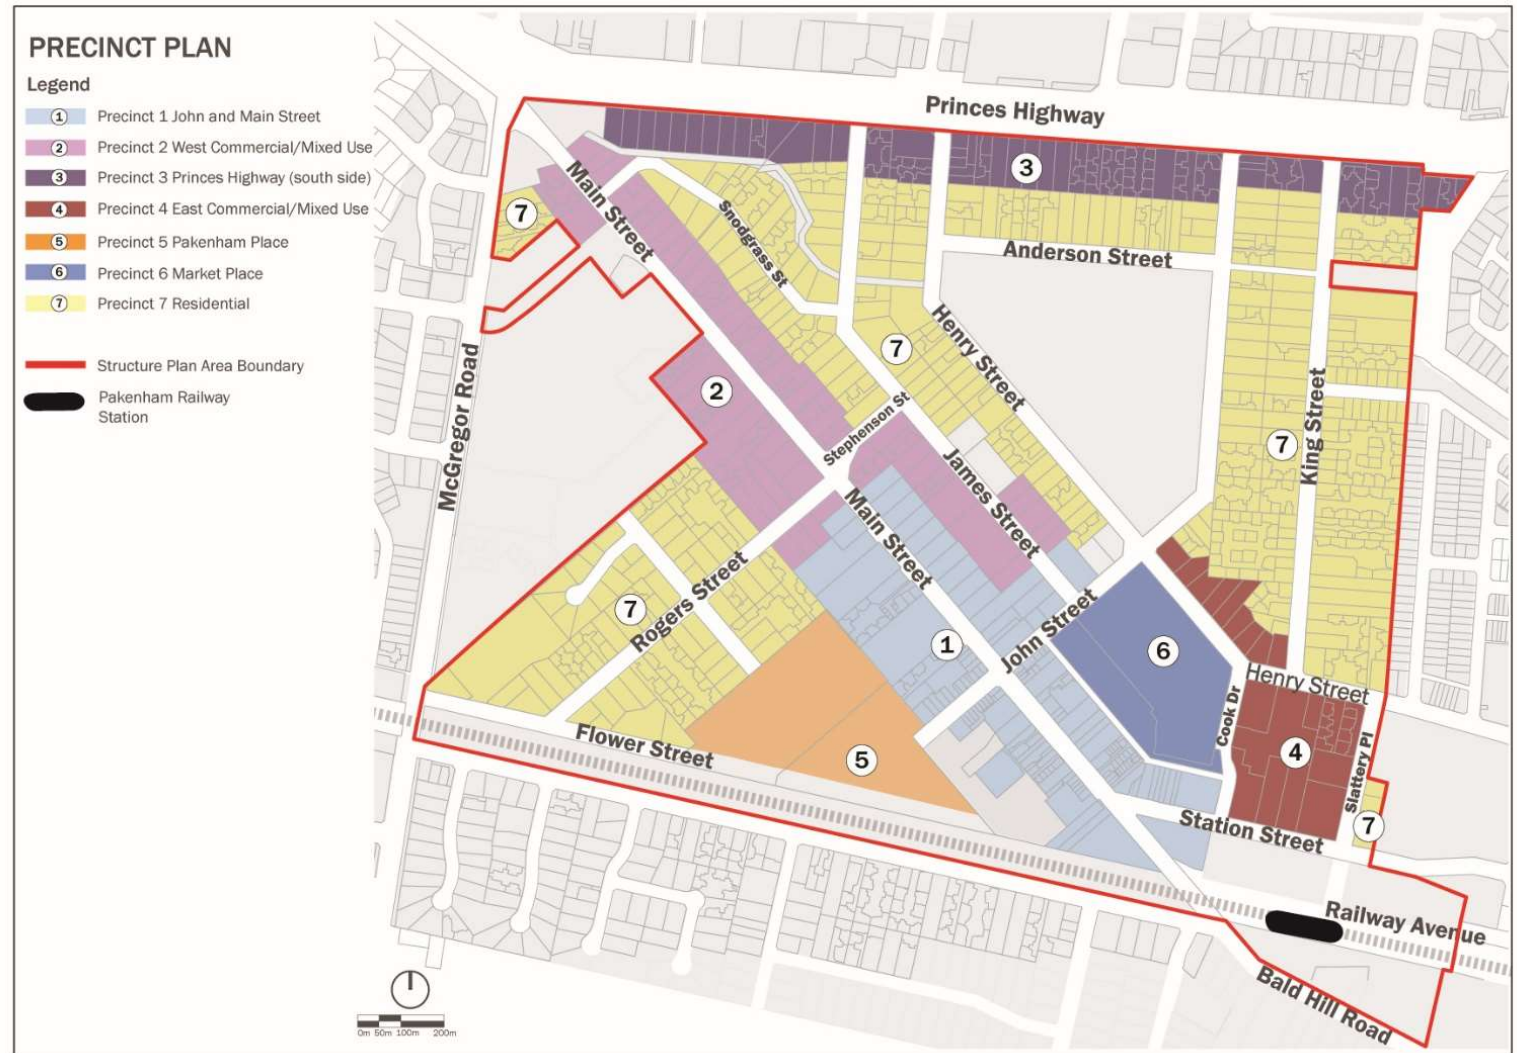 PRECINCT PLAN
Legend
1 Precinct 1 John and Main Street
2 Precinct 2 West Commercial/Mixed Use
3 Precinct 3 Princes Highway (south side)
4 Precinct 4 East Commercial/Mixed Use
5 Precinct 5 Pakenham Place
6 Precinct 6 Market Place
7 Precinct 7 Residential
Structure Plan Area Boundary
Pakenham Railway
Station
Princes Highway
3
Main Street
7
Snodgrass St
Anderson Street
Henry Street
7
McGregor Road
2
King Street
Stephenson St
7
James Street
Main Street
Rogers Street
7
John Street
1
6
Henry Street
Cook Dr
Flower Street
5
4
Slattery Pl
Station Street
7
Railway Avenue
Bald Hill Road
0m 50m 100m 200m